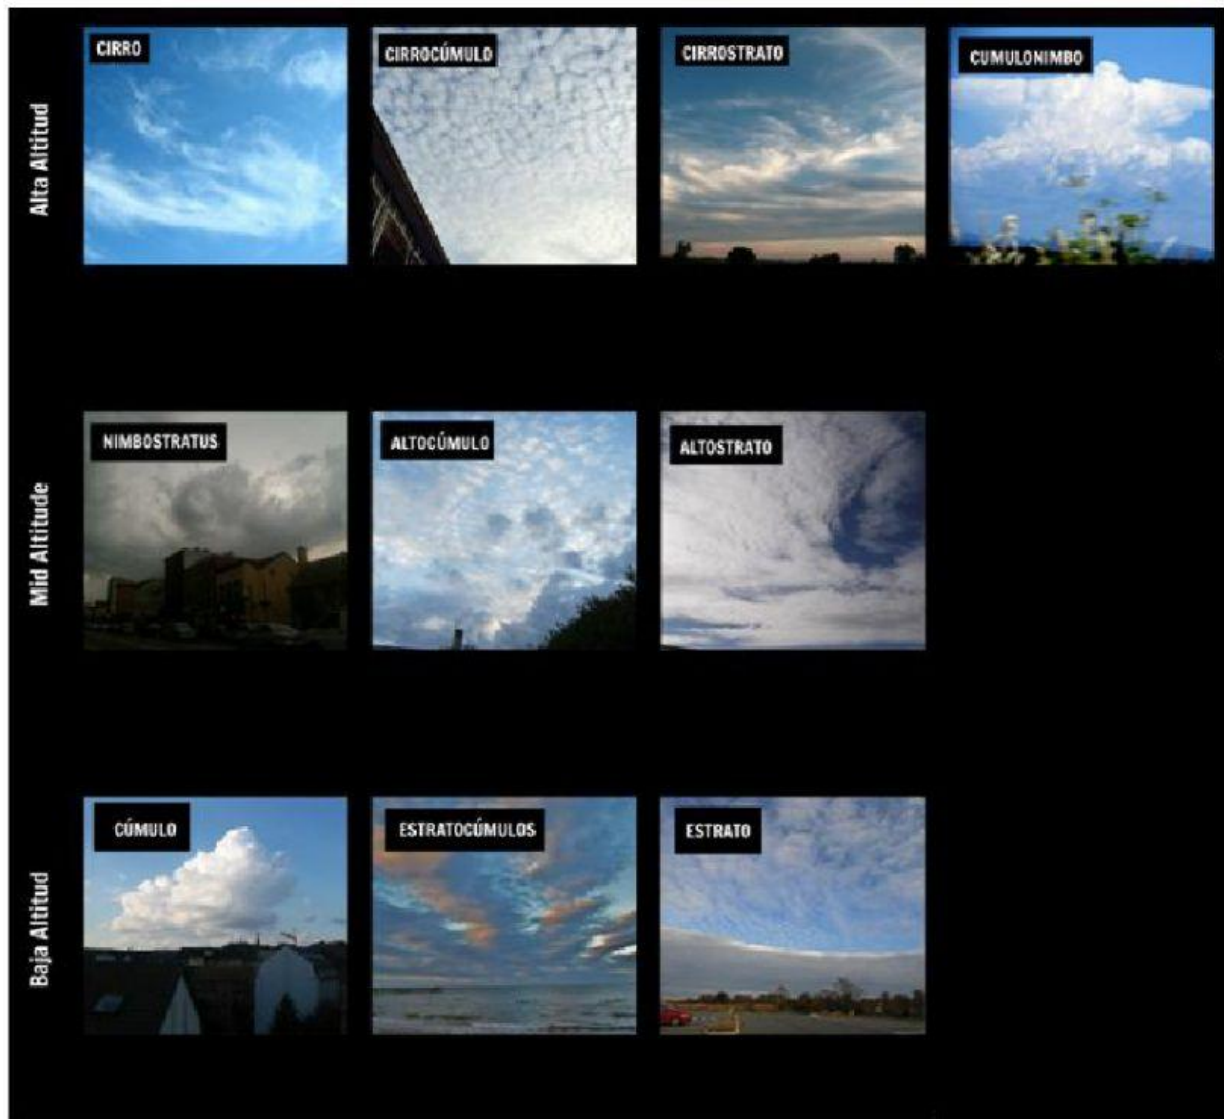 Alta Altitud
CIRRO
CIRROCÚMULO
CIRROSTRATO
CUMULONIMBO
Mid Altitude
NIMBOSTRATUS
ALTOCÚMULO
ALTOSTRATO
Baja Altitud
CÚMULO
ESTRATOCÚMULOS
ESTRATO